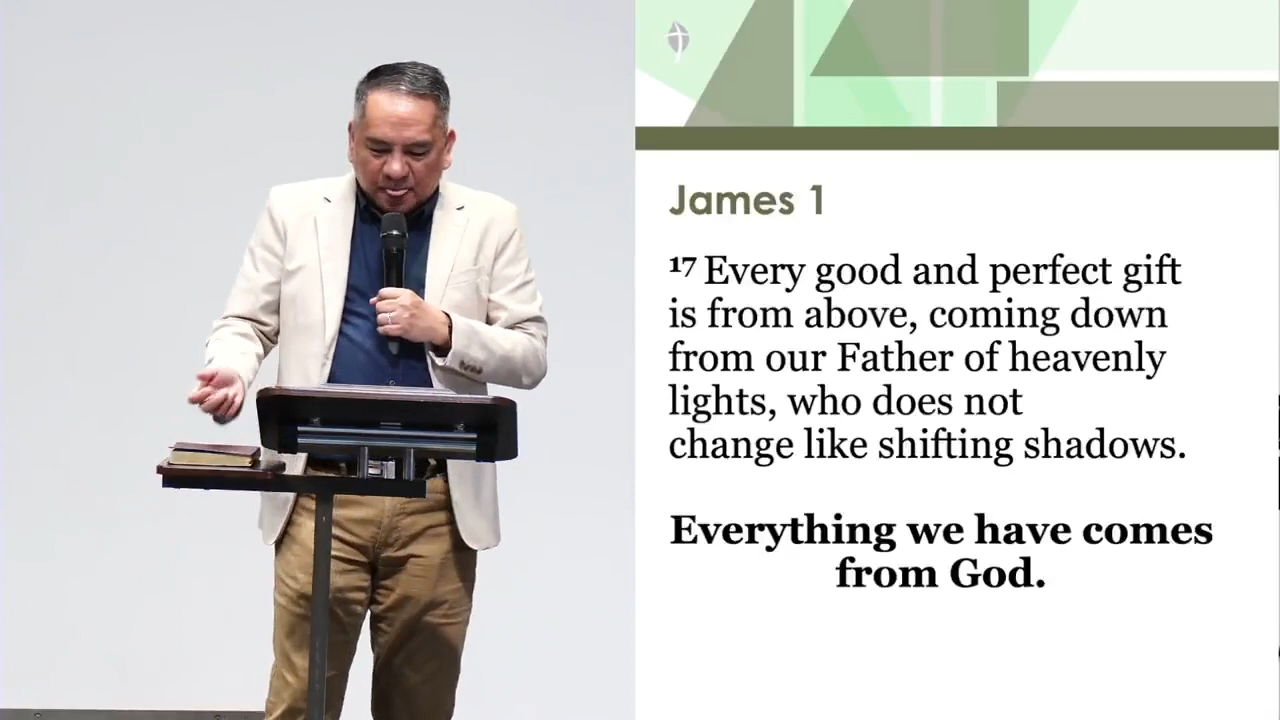 James 1
17 Every good and perfect gift
is from above, coming down
from our Father of heavenly
lights, who does not
change like shifting shadows.
Everything we have comes
from God.